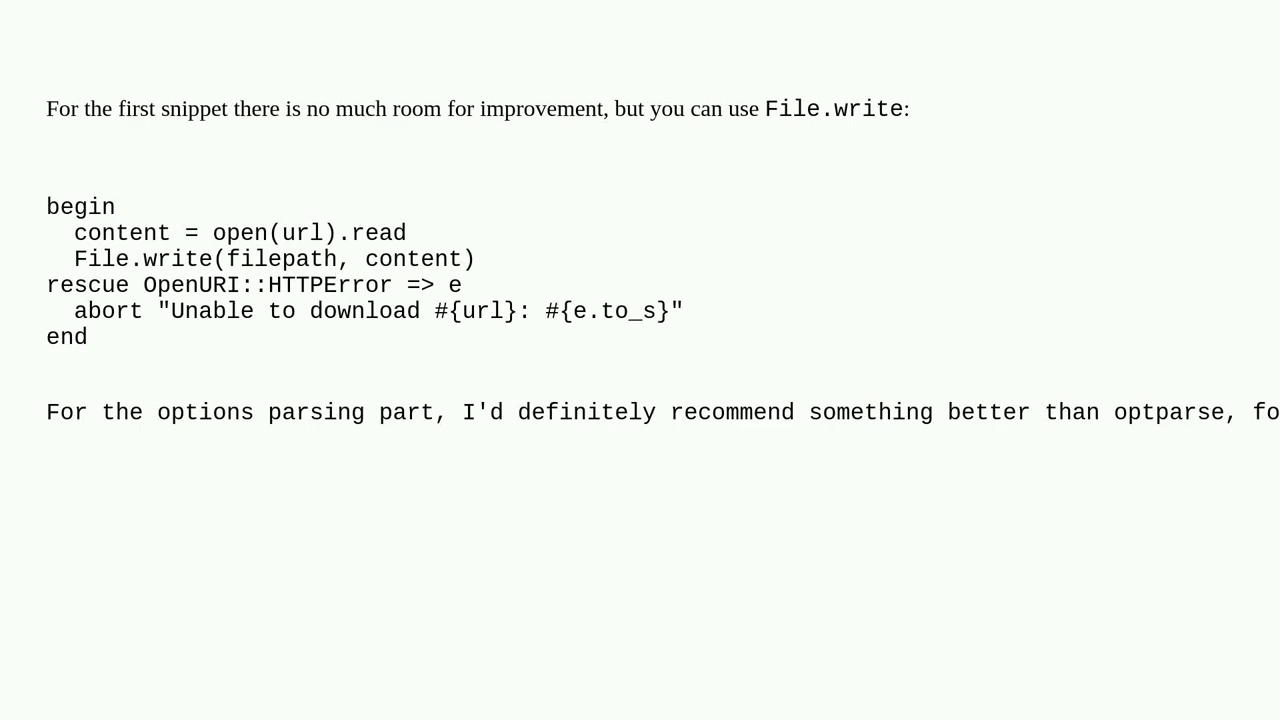 For the first snippet there is no much room for improvement, but you can use File.write:
begin
  content = open(url).read
  File.write(filepath, content)
rescue OpenURI::HTTPError => e
  abort "Unable to download #{url}: #{e.to_s}"
end
For the options parsing part, I'd definitely recommend something better than optparse,